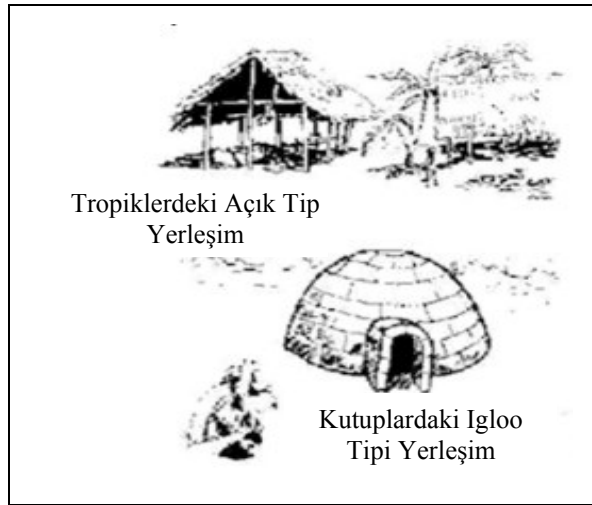 Tropiklerdeki Açık Tip
Yerleşim
Kutuplardaki Igloo
Tipi Yerleşim